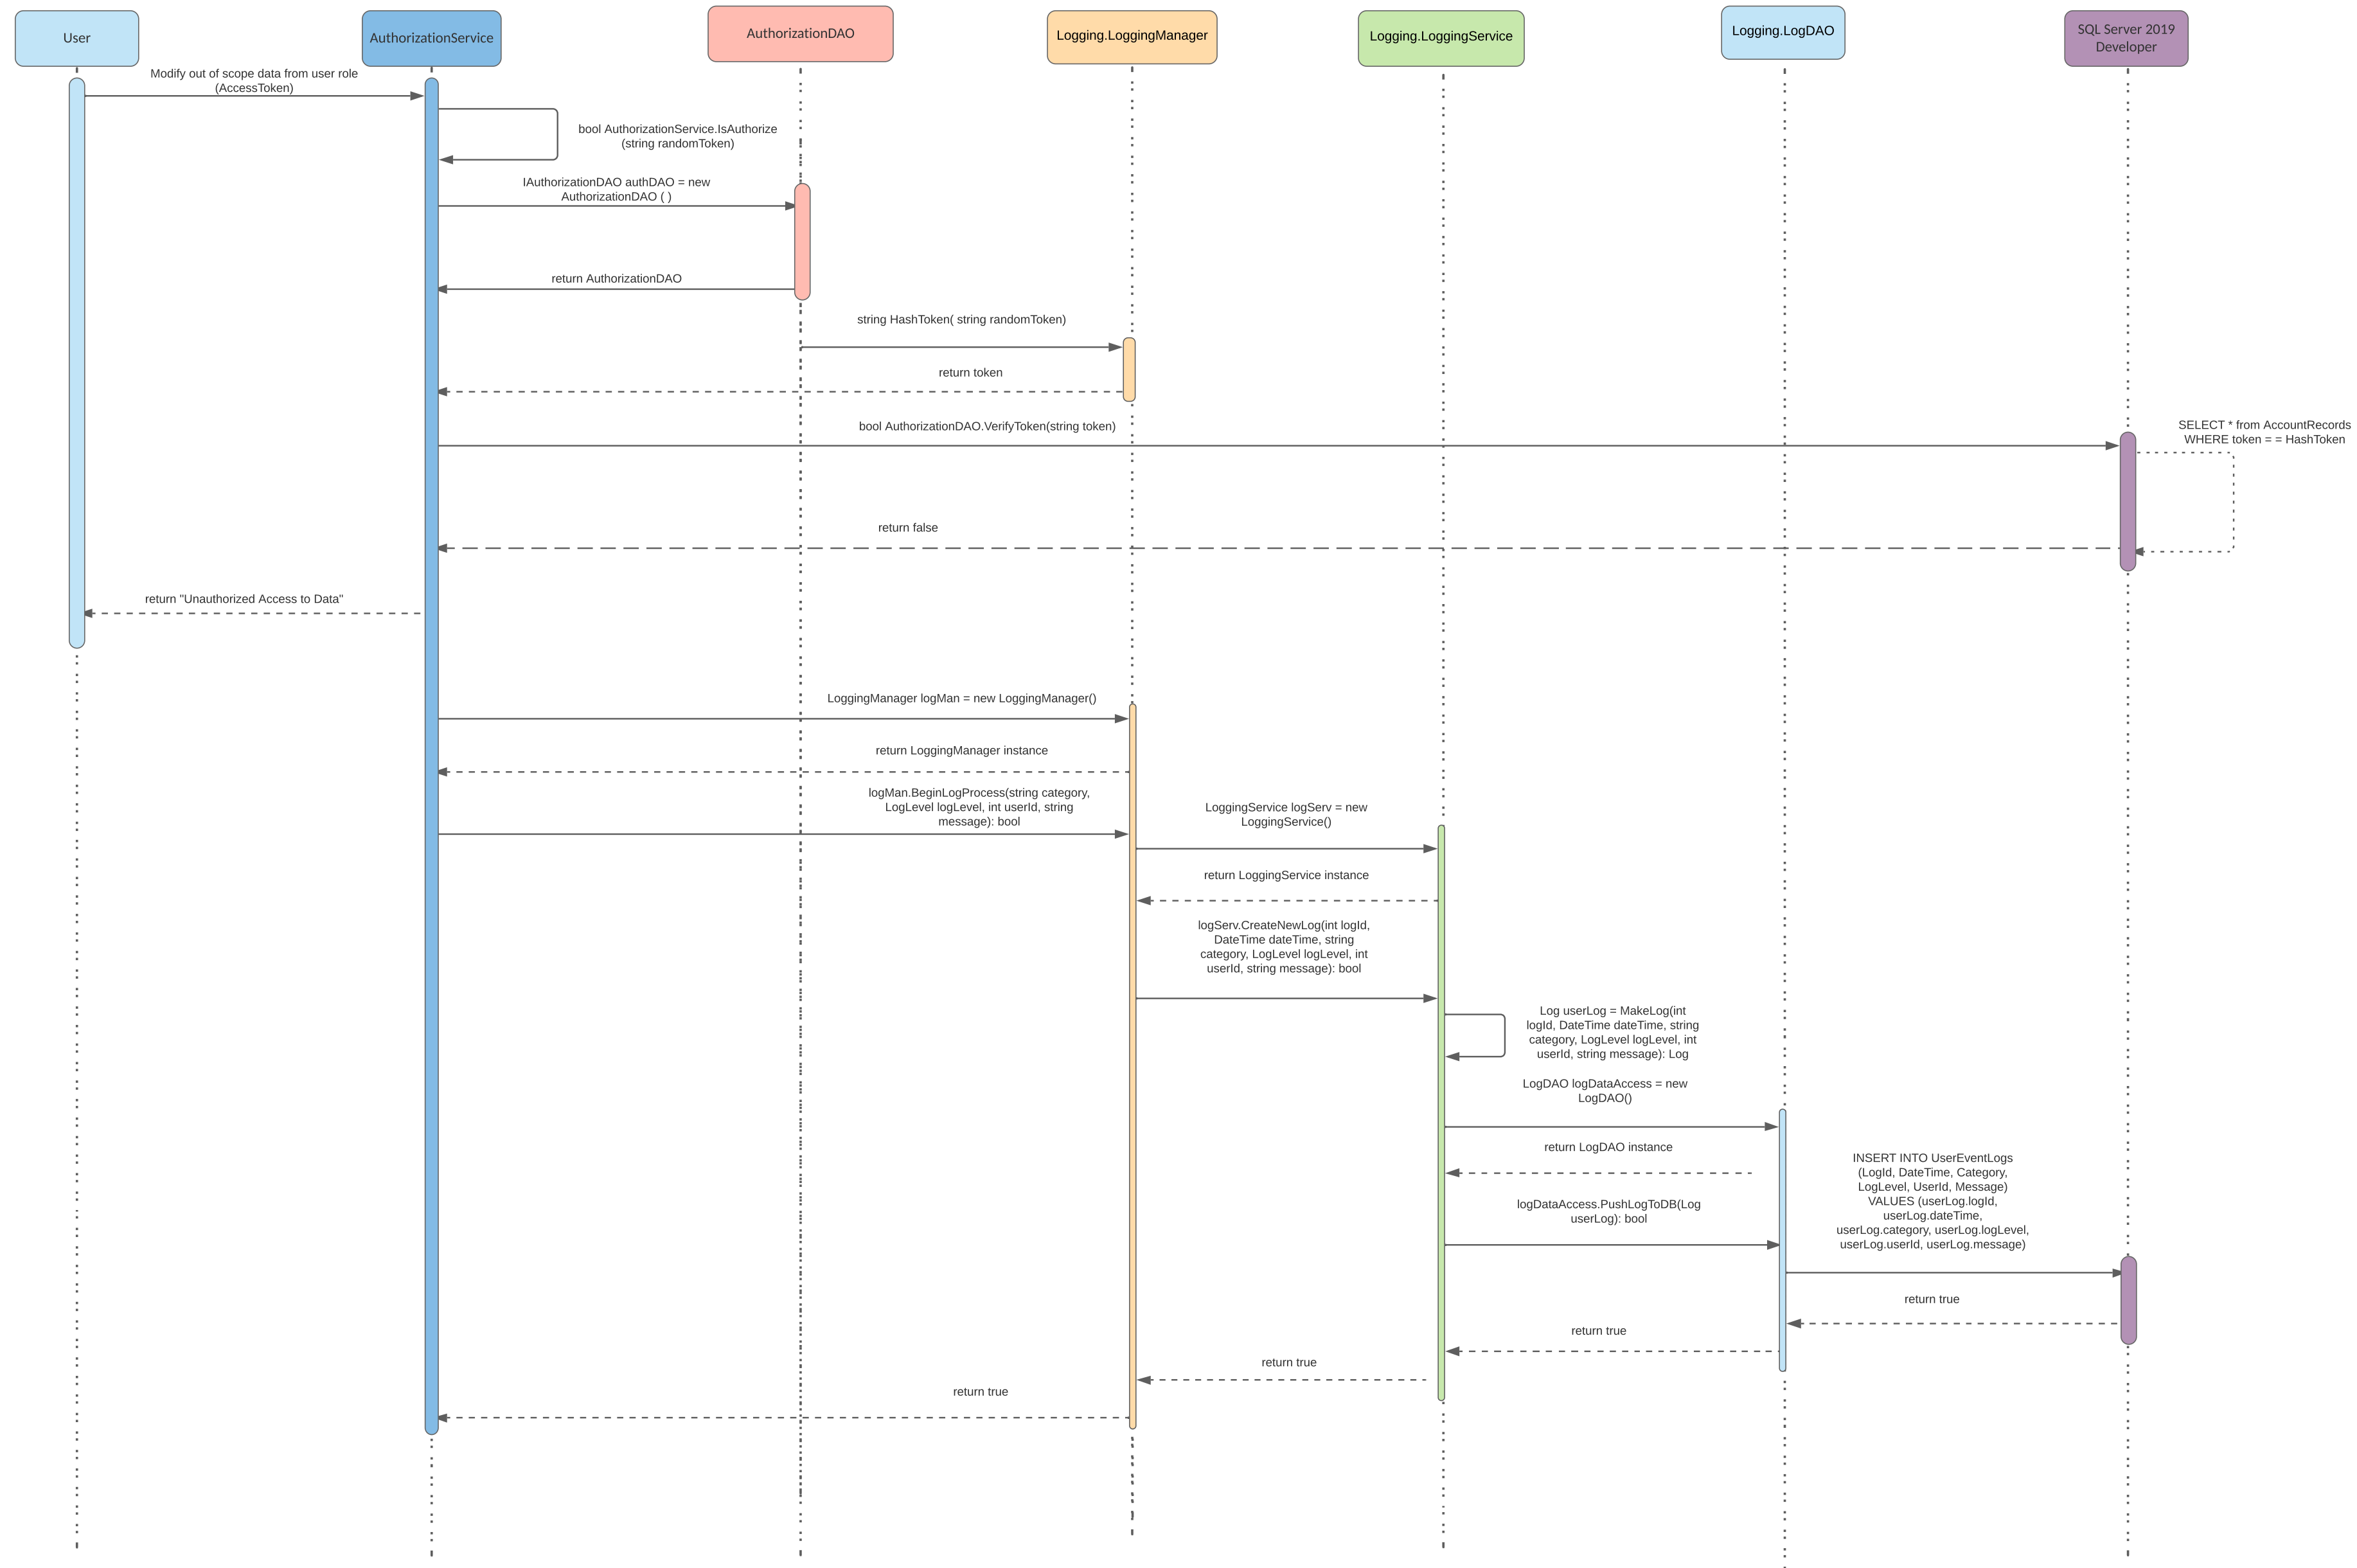 User
AuthorizationService
AuthorizationDAO
Logging.LoggingManager
Logging.LoggingService
Logging.LogDAO
SQL Server 2019
Developer
Modify out of scope data from user role
(AccessToken)
bool AuthorizationService.IsAuthorize
(string randomToken)
IAuthorizationDAO authDAO = new
AuthorizationDAO ( )
return AuthorizationDAO
string HashToken( string randomToken)
return token
bool AuthorizationDAO.VerifyToken(string token)
SELECT * from AccountRecords
WHERE token = = HashToken
return false
return "Unauthorized Access to Data"
LoggingManager logMan = new LoggingManager()
return LoggingManager instance
logMan.BeginLogProcess(string category,
LogLevel logLevel, int userId, string
message): bool
LoggingService logServ = new
LoggingService()
return LoggingService instance
logServ.CreateNewLog(int logId,
DateTime dateTime, string
category, LogLevel logLevel, int
userId, string message): bool
Log userLog = MakeLog(int
logId, DateTime dateTime, string
category, LogLevel logLevel, int
userId, string message): Log
LogDAO logDataAccess = new
LogDAO()
return LogDAO instance
logDataAccess.PushLogToDB(Log
userLog): bool
INSERT INTO UserEventLogs
(LogId, DateTime, Category,
LogLevel, UserId, Message)
VALUES (userLog.logId,
userLog.dateTime,
userLog.category, userLog.logLevel,
userLog.userId, userLog.message)
return true
return true
return true
return true